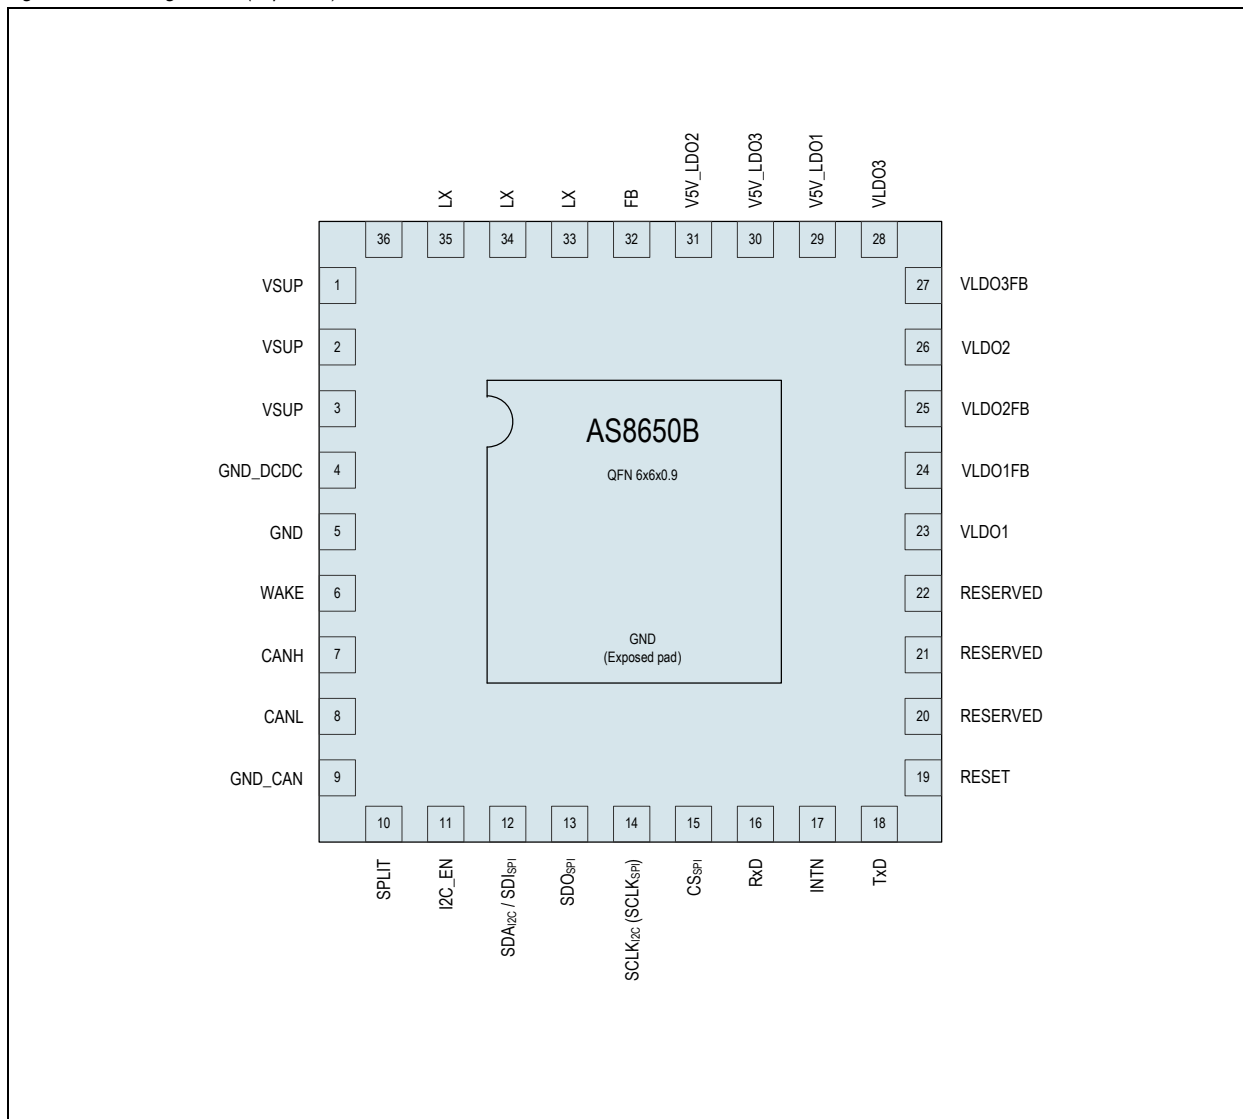 V5V_LDO2
V5V_LDO3
V5V_LDO1
VLDO3
LX
LX
LX
FB
36
35
34
33
32
31
30
29
28
VSUP
1
27
VLDO3FB
VSUP
2
26
VLDO2
VSUP
3
25
VLDO2FB
AS8650B
GND_DCDC
4
QFN 6x6x0.9
24
VLDO1FB
GND
5
23
VLDO1
WAKE
6
22
RESERVED
GND
(Exposed pad)
CANH
7
21
RESERVED
CANL
8
20
RESERVED
GND_CAN
9
19
RESET
10
11
12
13
14
15
16
17
18
SPLIT
I2C_EN
SDAI2C / SDISPI
SDOSPI
SCLKI2C (SCLKSPI)
CSSPI
RxD
INTN
TxD